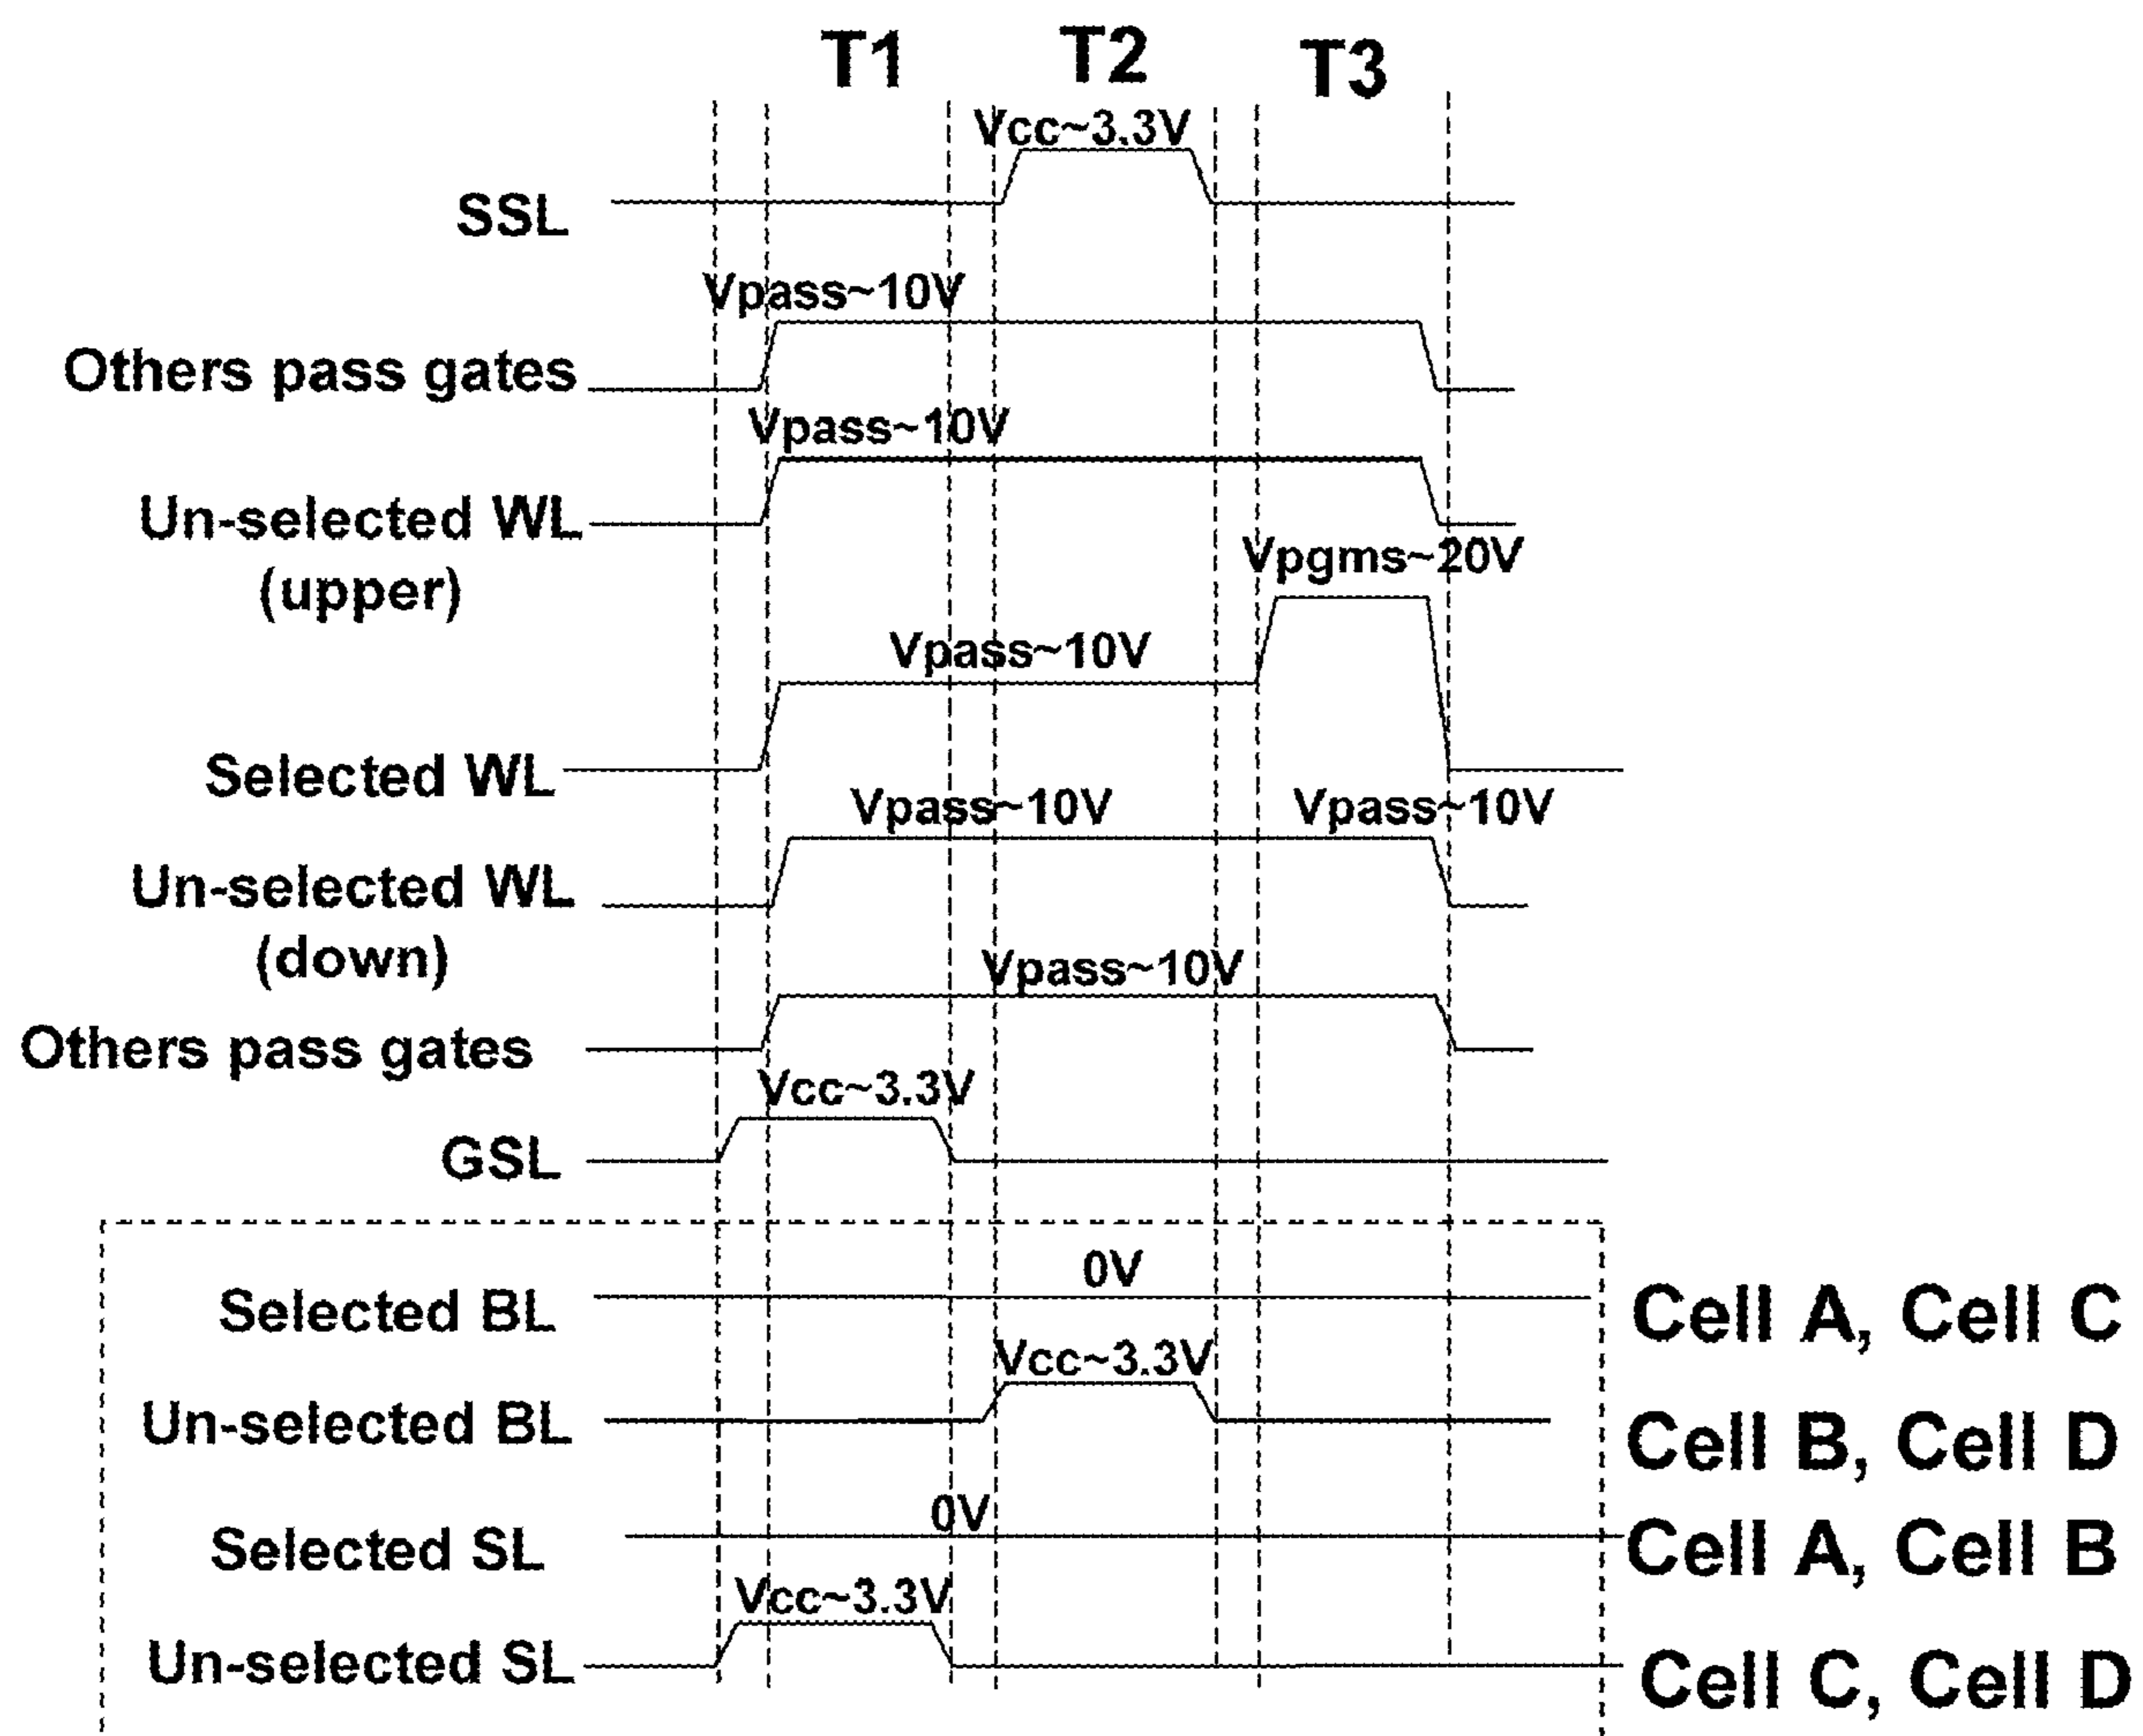 T1 T2 T3
Vcc~3.3V
SSL
Vpass~10V
Others pass gates
Vpass~10V
Un-selected WL
(upper)
Vpgms~20V
Vpass~10V
Selected WL
Vpass~10V Vpass~10V
Un-selected WL
(down)
Vpass~10V
Others pass gates
Vcc~3.3V
GSL
0V
Selected BL Cell A, Cell C
Vcc~3.3V
Un-selected BL Cell B, Cell D
0V
Selected SL Cell A, Cell B
Vcc~3.3V
Un-selected SL Cell C, Cell D